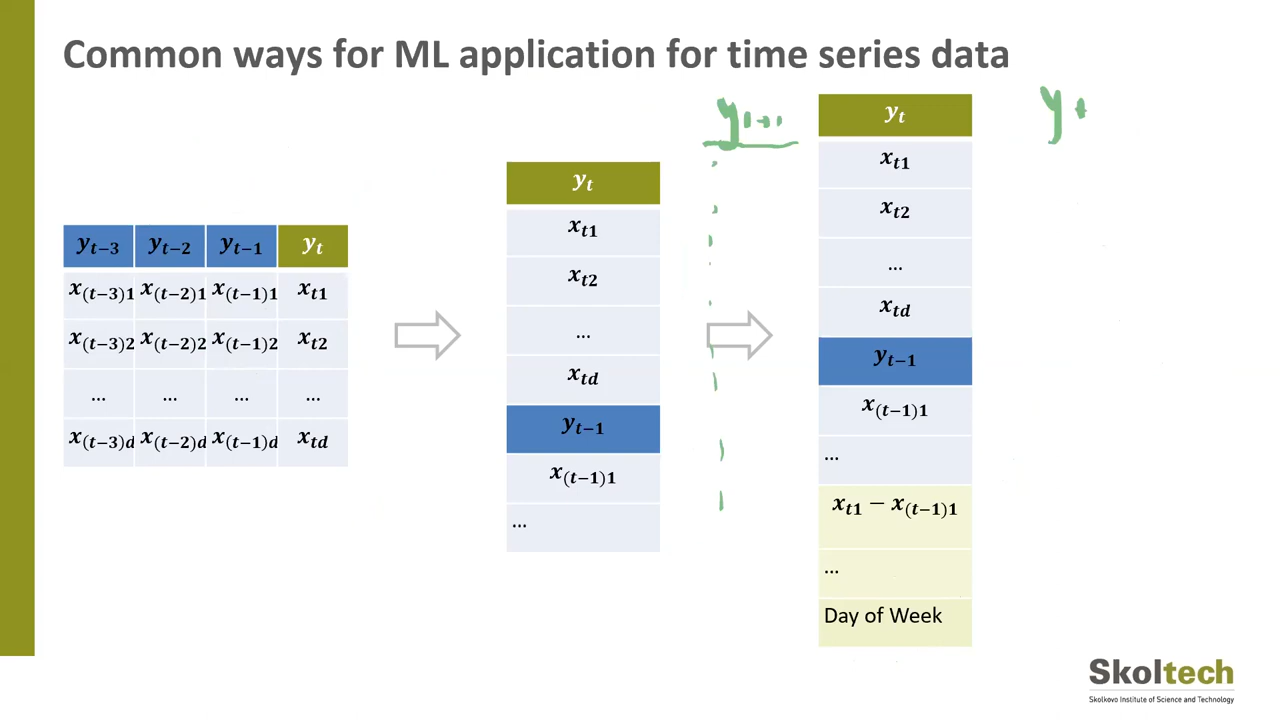 Common ways for ML application for time series data
y_{t-3} y_{t-2} y_{t-1} y_t
x_{(t-3)1} x_{(t-2)1} x_{(t-1)1} x_{t1}
x_{(t-3)2} x_{(t-2)2} x_{(t-1)2} x_{t2}
... ... ... ...
x_{(t-3)d} x_{(t-2)d} x_{(t-1)d} x_{td}
y_t
x_{t1}
x_{t2}
...
x_{td}
y_{t-1}
x_{(t-1)1}
...
y_t
x_{t1}
x_{t2}
...
x_{td}
y_{t-1}
x_{(t-1)1}
...
x_{t1} − x_{(t-1)1}
...
Day of Week
Skoltech
Skolkovo Institute of Science and Technology